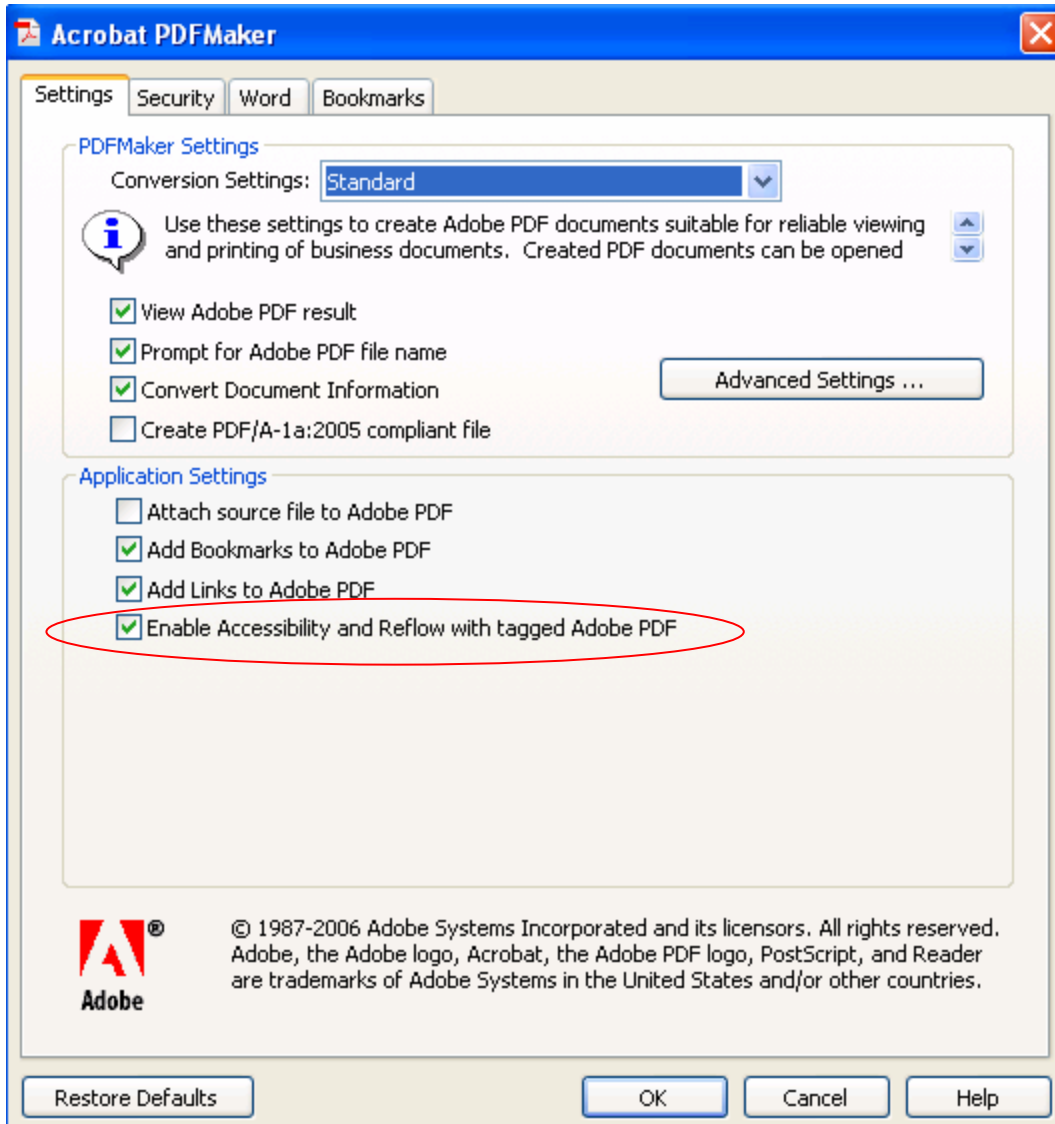 Acrobat PDFMaker
Settings Security Word Bookmarks
PDFMaker Settings
Conversion Settings: Standard
Use these settings to create Adobe PDF documents suitable for reliable viewing
and printing of business documents. Created PDF documents can be opened
View Adobe PDF result
Prompt for Adobe PDF file name
Convert Document Information
Advanced Settings ...
Create PDF/A-1a:2005 compliant file
Application Settings
Attach source file to Adobe PDF
Add Bookmarks to Adobe PDF
Add Links to Adobe PDF
Enable Accessibility and Reflow with tagged Adobe PDF
® © 1987-2006 Adobe Systems Incorporated and its licensors. All rights reserved.
Adobe, the Adobe logo, Acrobat, the Adobe PDF logo, PostScript, and Reader
are trademarks of Adobe Systems in the United States and/or other countries.
Adobe
Restore Defaults OK Cancel Help